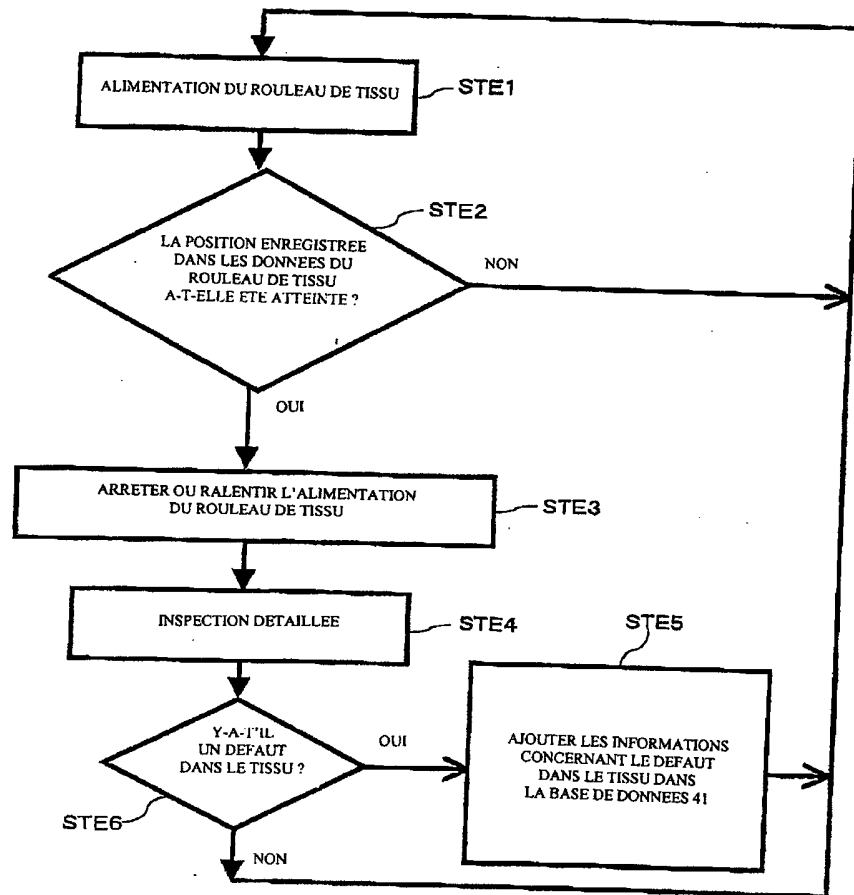 ALIMENTATION DU ROULEAU DE TISSU
STE1
STE2
LA POSITION ENREGISTREE
DANS LES DONNEES DU
ROULEAU DE TISSU
A-T-ELLE ETE ATTEINTE ?
NON
OUI
ARRETER OU RALENTIR L'ALIMENTATION
DU ROULEAU DE TISSU
STE3
INSPECTION DETAILLEE
STE4
STE5
Y-A-T'IL
UN DEFAUT
DANS LE TISSU ?
OUI
AJOUTER LES INFORMATIONS
CONCERNANT LE DEFAUT
DANS LE TISSU DANS
LA BASE DE DONNEES 41
STE6
NON